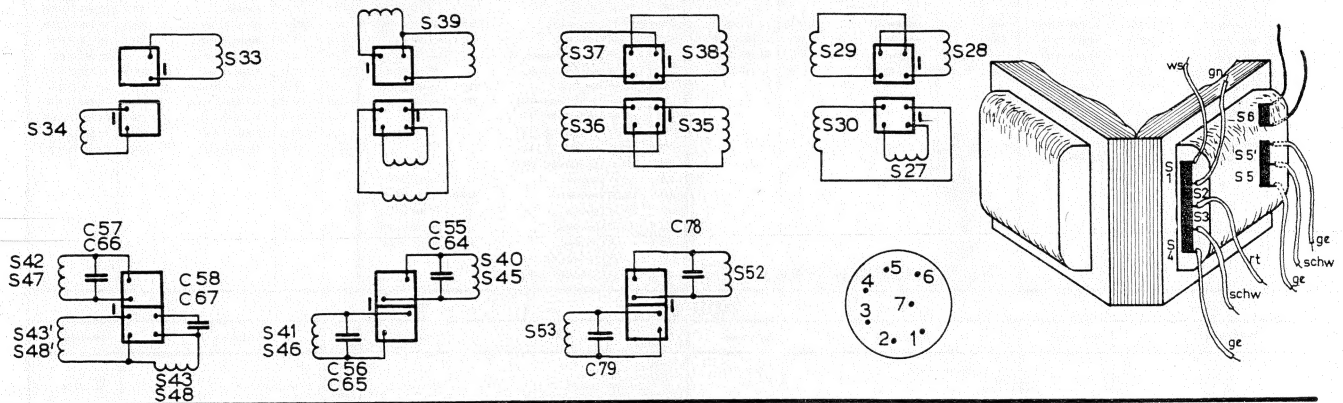 S33
S34
S39
S37 S38
S36 S35
S29 S28
S30
S27
C57
C66
S42
S47
C58
C67
S43'
S48'
S43
S48
C55
C64
S40
S45
S41
S46
C56
C65
C78
S52
S53
C79
4 5 6
3 7
2 1
ws
gn
S6
S5'
S5
S1
S2
S3
S4
ge
schw
ge
rt
schw
ge